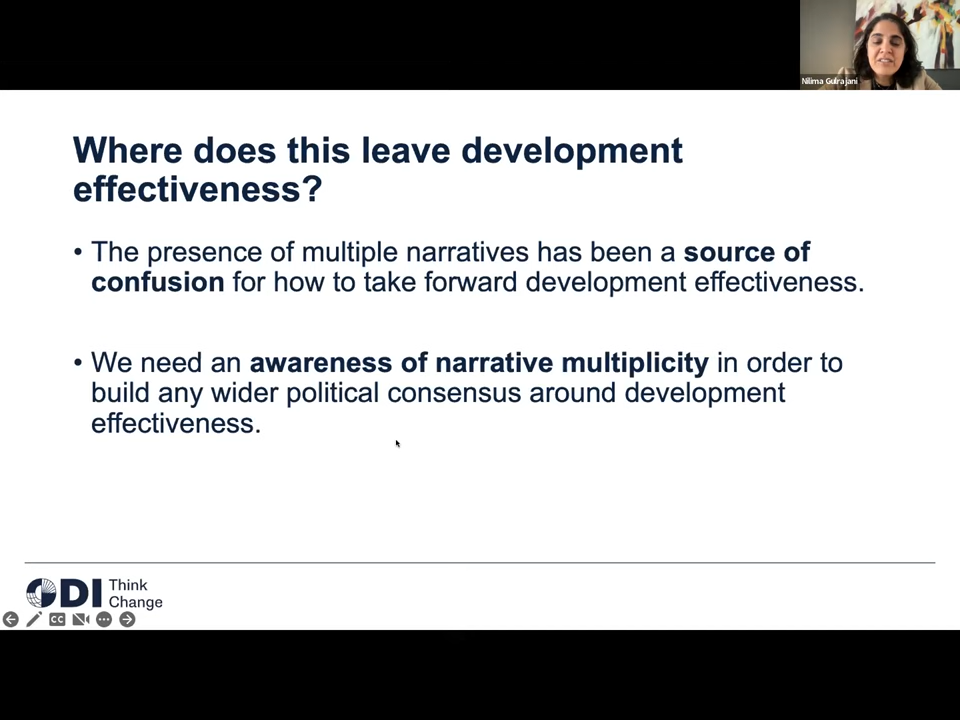 Nilima Gulrajani
Where does this leave development
effectiveness?
• The presence of multiple narratives has been a source of
confusion for how to take forward development effectiveness.
• We need an awareness of narrative multiplicity in order to
build any wider political consensus around development
effectiveness.
ODI Think
Change
CC